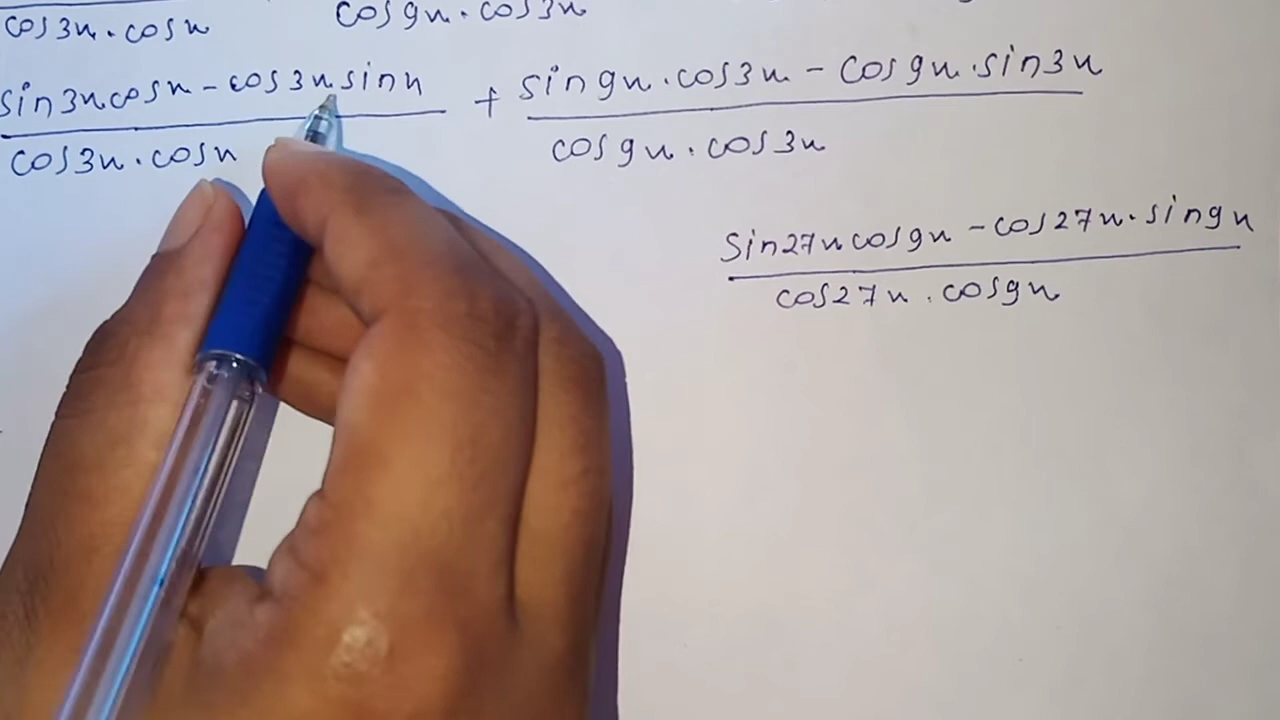 cos3x.cosx cos9x.cos3x
sin3xcosx-cos3xsinx + sin9x.cos3x-cos9x.sin3x
cos3x.cosx cos9x.cos3x
sin27xcos9x-cos27x.sin9x
cos27x.cos9x